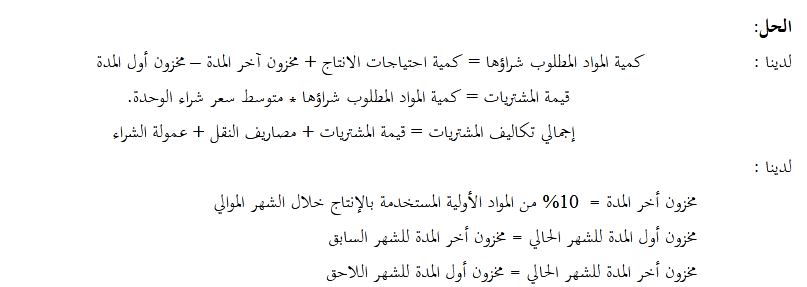 الحل:
لدينا : كمية المواد المطلوب شراؤها = كمية احتياجات الانتاج + مخزون آخر المدة – مخزون أول المدة
قيمة المشتريات = كمية المواد المطلوب شراؤها * متوسط سعر شراء الوحدة.
إجمالي تكاليف المشتريات = قيمة المشتريات + مصاريف النقل + عمولة الشراء
لدينا :
مخزون أخر المدة = 10% من المواد الأولية المستخدمة بالإنتاج خلال الشهر الموالي
مخزون أول المدة للشهر الحالي = مخزون أخر المدة للشهر السابق
مخزون أخر المدة للشهر الحالي = مخزون أول المدة للشهر اللاحق